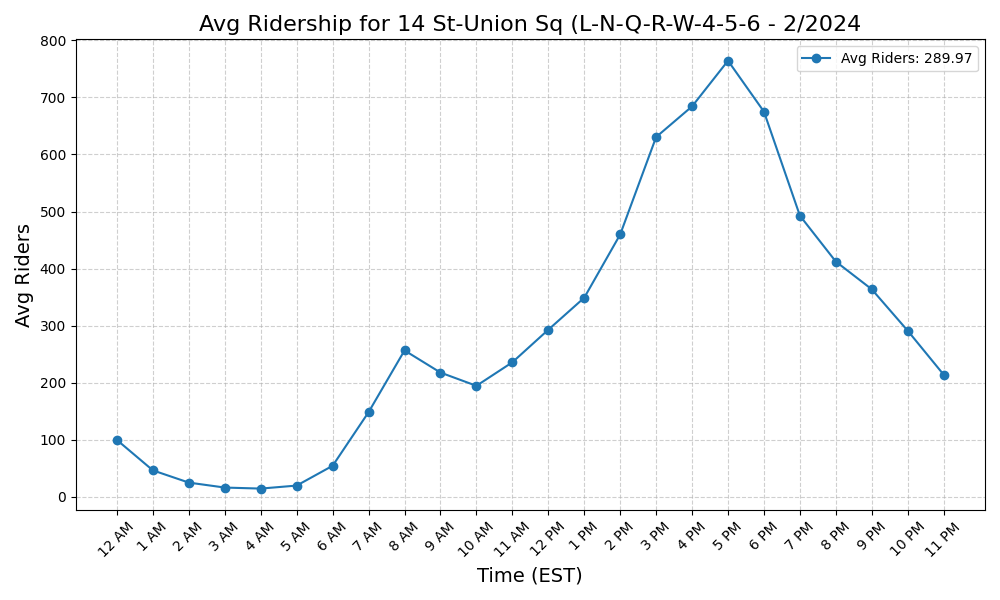 Avg Ridership for 14 St-Union Sq (L-N-Q-R-W-4-5-6 - 2/2024
Avg Riders: 289.97
Avg Riders
800
700
600
500
400
300
200
100
0
12 AM
1 AM
2 AM
3 AM
4 AM
5 AM
6 AM
7 AM
8 AM
9 AM
10 AM
11 AM
12 PM
1 PM
2 PM
3 PM
4 PM
5 PM
6 PM
7 PM
8 PM
9 PM
10 PM
11 PM
Time (EST)